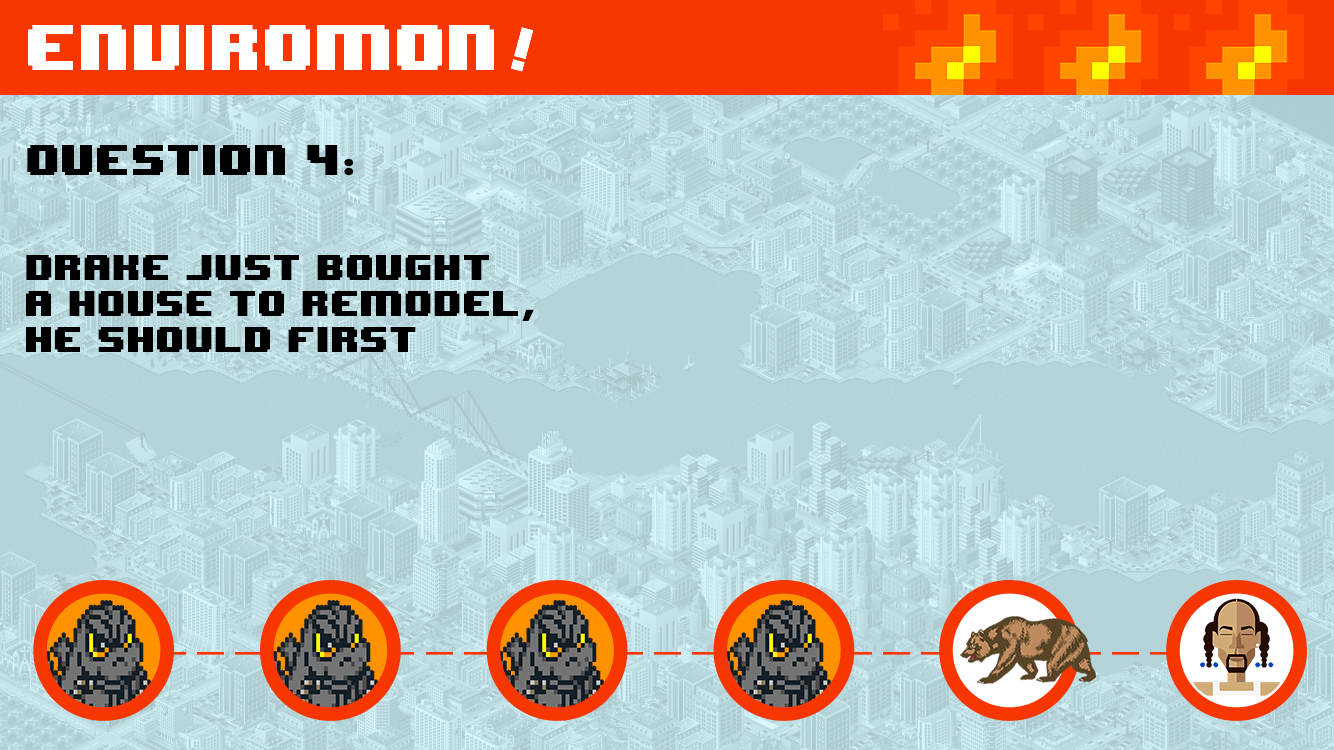 ENVIROMON!
QUESTION 4:
DRAKE JUST BOUGHT
A HOUSE TO REMODEL,
HE SHOULD FIRST